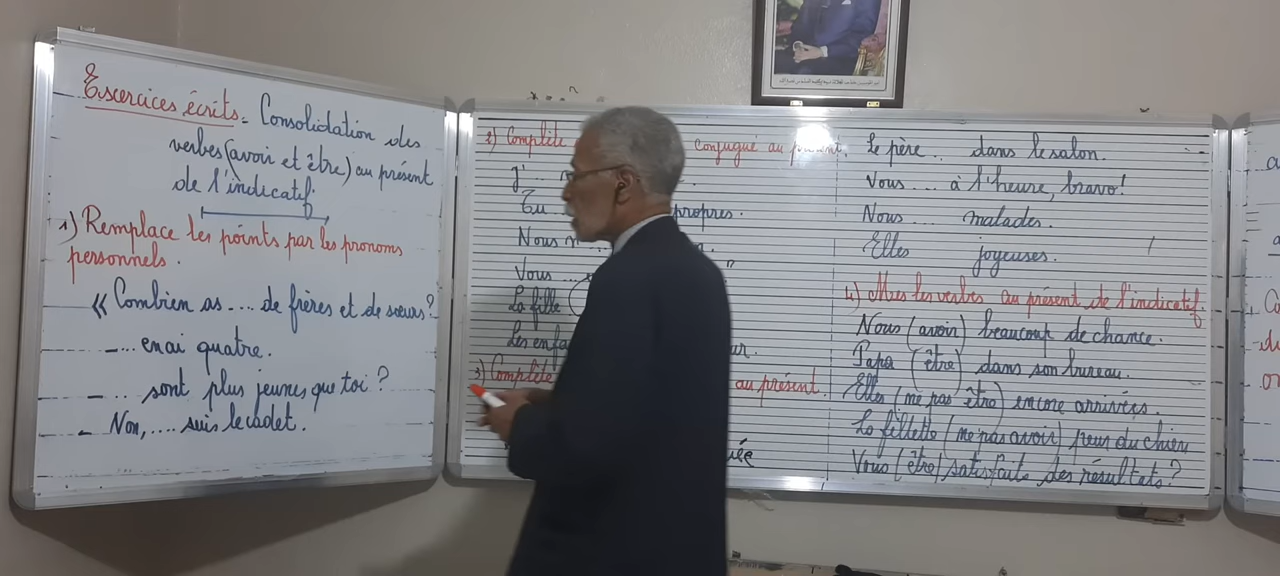 Exercices écrits. Consolidation des
verbes (avoir et être) au présent
de l'indicatif.
1) Remplace les points par les pronoms
personnels.
« Combien as .... de frères et de sœurs?
- .... en ai quatre.
- .... sont plus jeunes que toi ?
- Non, .... suis le cadet.
2) Complète conjugué au présent.
J'...
Tu propres.
Nous n
Vous ...
La fille
Les enfa ur.
3) Complète au présent.
uée
Le père .. dans le salon.
Vous .... à l'heure, bravo!
Nous .... malades.
Elles joyeuses.
4) Mes les verbes au présent de l'indicatif.
Nous (avoir) beaucoup de chance.
Papa (être) dans son bureau.
Elles (ne pas être) encore arrivées.
La fillette (ne pas avoir) peur du chien
Vous (être) satisfaits des résultats?